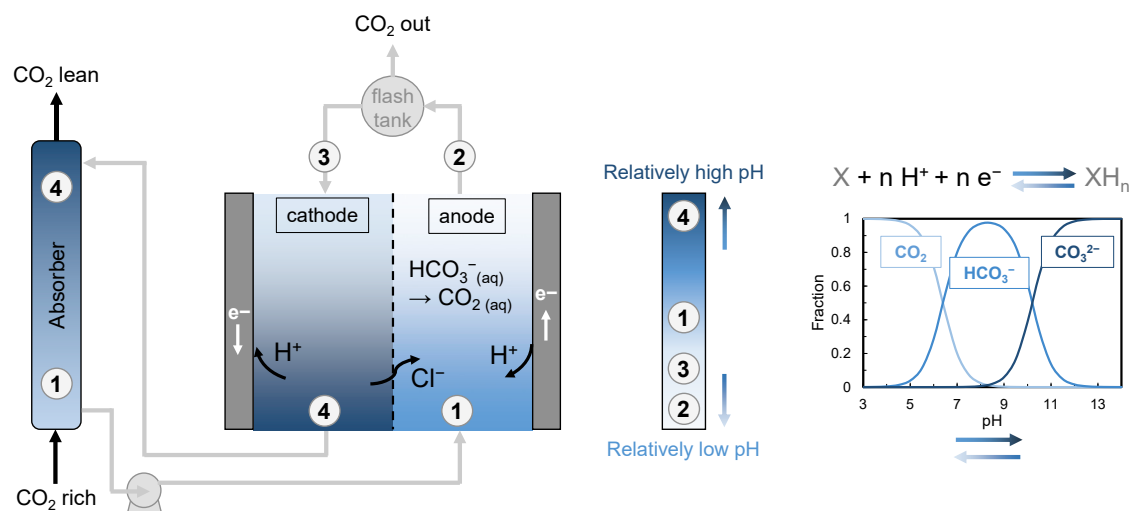 CO₂ out
CO₂ lean
flash
tank
4
Absorber
1
CO₂ rich
3
2
cathode
anode
HCO₃⁻ (aq)
→ CO₂ (aq)
e−
e−
H⁺
H⁺
Cl⁻
4
1
Relatively high pH
4
1
3
2
Relatively low pH
X + n H⁺ + n e⁻ XHₙ
Fraction
1
0.8
0.6
0.4
0.2
0
CO₂
HCO₃⁻
CO₃²⁻
3 5 7 9 11 13
pH